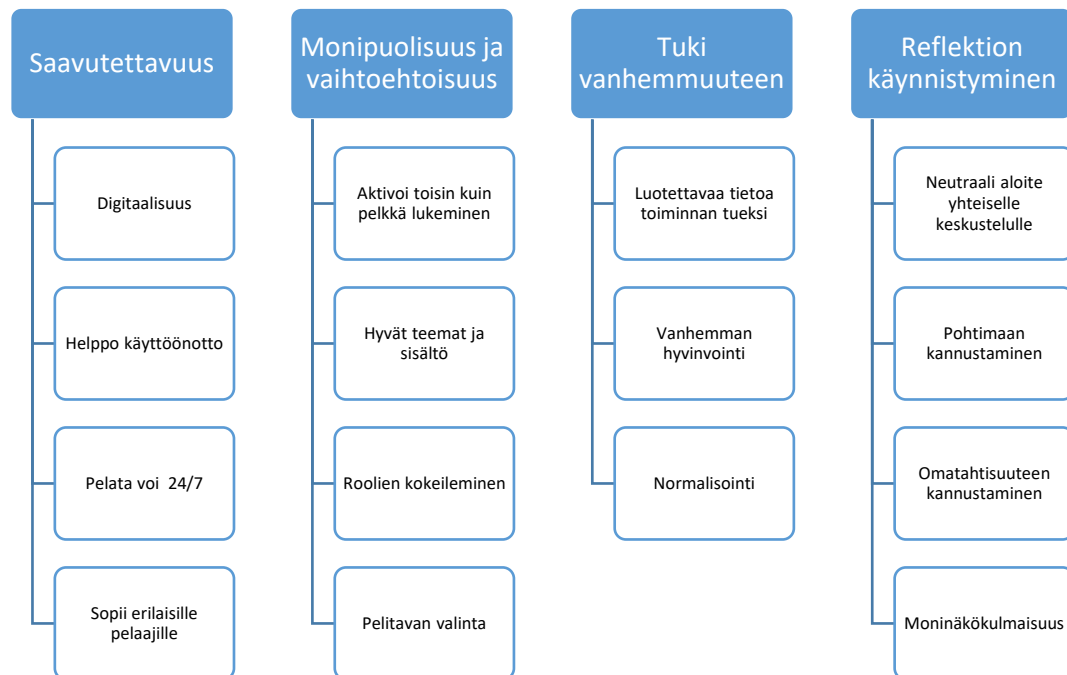 Saavutettavuus
Digitaalisuus
Helppo käyttöönotto
Pelata voi 24/7
Sopii erilaisille
pelaajille
Monipuolisuus ja
vaihtoehtoisuus
Aktivoi toisin kuin
pelkkä lukeminen
Hyvät teemat ja
sisältö
Roolien kokeileminen
Pelitavan valinta
Tuki
vanhemmuuteen
Luotettavaa tietoa
toiminnan tueksi
Vanhemman
hyvinvointi
Normalisointi
Reflektion
käynnistyminen
Neutraali aloite
yhteiselle
keskustelulle
Pohtimaan
kannustaminen
Omatahtisuuteen
kannustaminen
Moninäkökulmaisuus